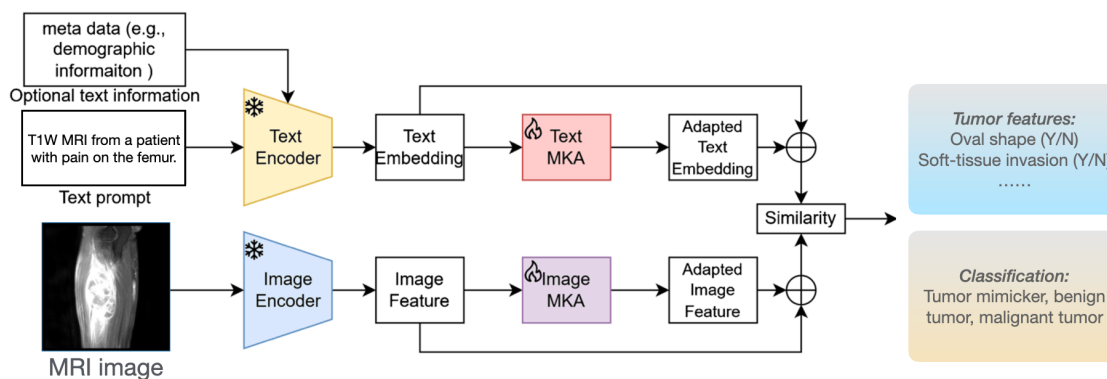 meta data (e.g.,
demographic
informaiton )
Optional text information
T1W MRI from a patient
with pain on the femur.
Text prompt
Text
Encoder
Text
Embedding
Text
MKA
Adapted
Text
Embedding
Similarity
MRI image
Image
Encoder
Image
Feature
Image
MKA
Adapted
Image
Feature
Tumor features:
Oval shape (Y/N)
Soft-tissue invasion (Y/N)
......
Classification:
Tumor mimicker, benign
tumor, malignant tumor